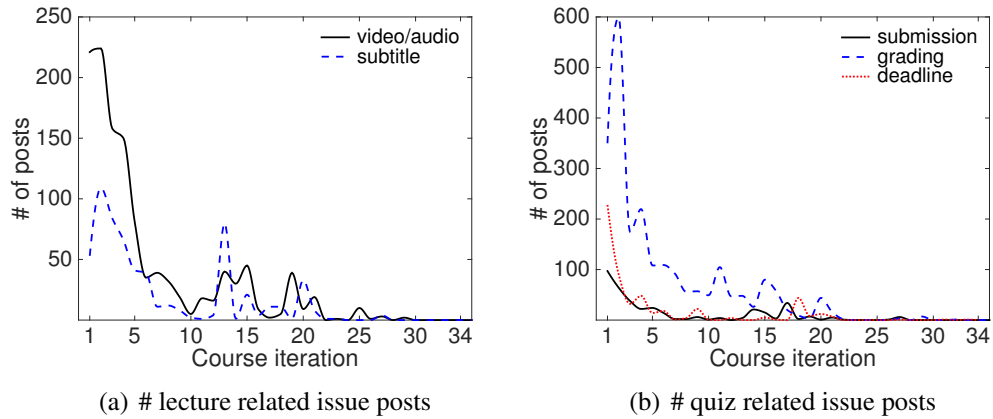 250
200
150
100
50
# of posts
video/audio
subtitle
1 5 10 15 20 25 30 34
Course iteration
(a) # lecture related issue posts
600
500
400
300
200
100
# of posts
submission
grading
deadline
1 5 10 15 20 25 30 34
Course iteration
(b) # quiz related issue posts